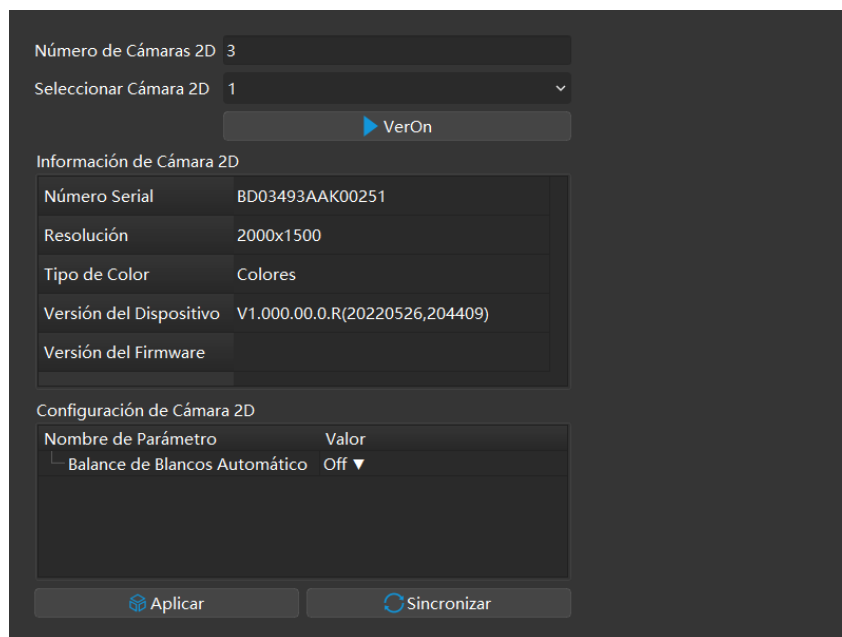 Número de Cámaras 2D 3
Seleccionar Cámara 2D 1
VerOn
Información de Cámara 2D
Número Serial BD03493AAK00251
Resolución 2000x1500
Tipo de Color Colores
Versión del Dispositivo V1.000.00.0.R(20220526,204409)
Versión del Firmware
Configuración de Cámara 2D
Nombre de Parámetro Valor
Balance de Blancos Automático Off ▼
Aplicar Sincronizar